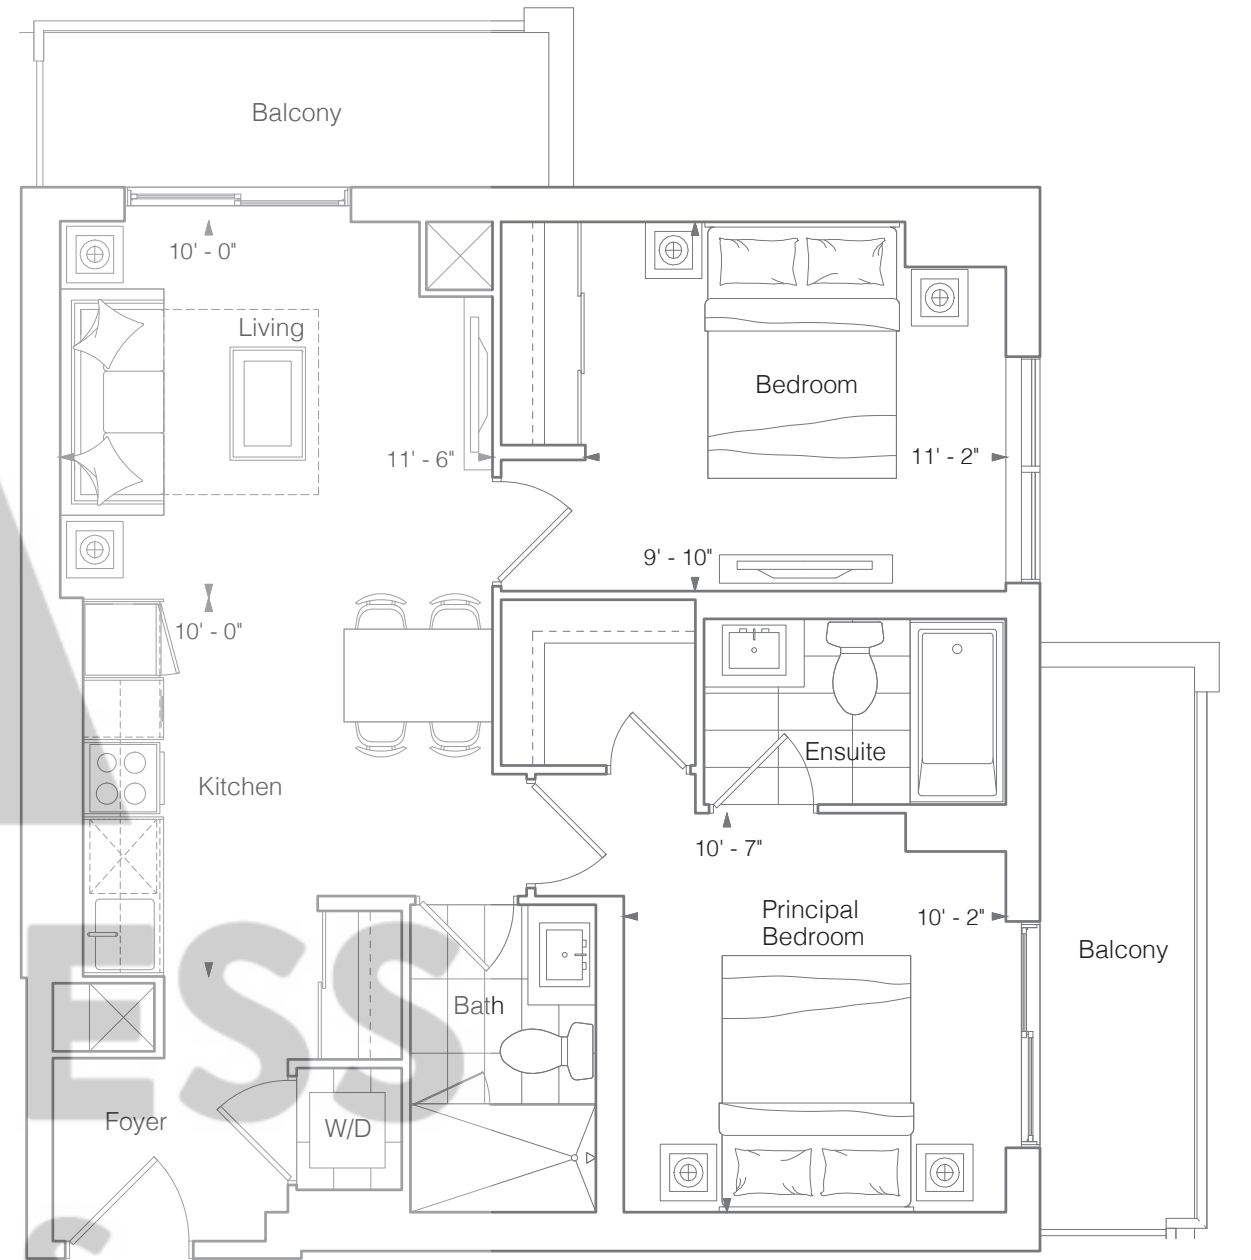 Balcony
10' - 0"
Living
Bedroom
11' - 6"
11' - 2"
9' - 10"
10' - 0"
Ensuite
Kitchen
10' - 7"
Principal
Bedroom
10' - 2"
Balcony
ESS
Bath
Foyer
W/D